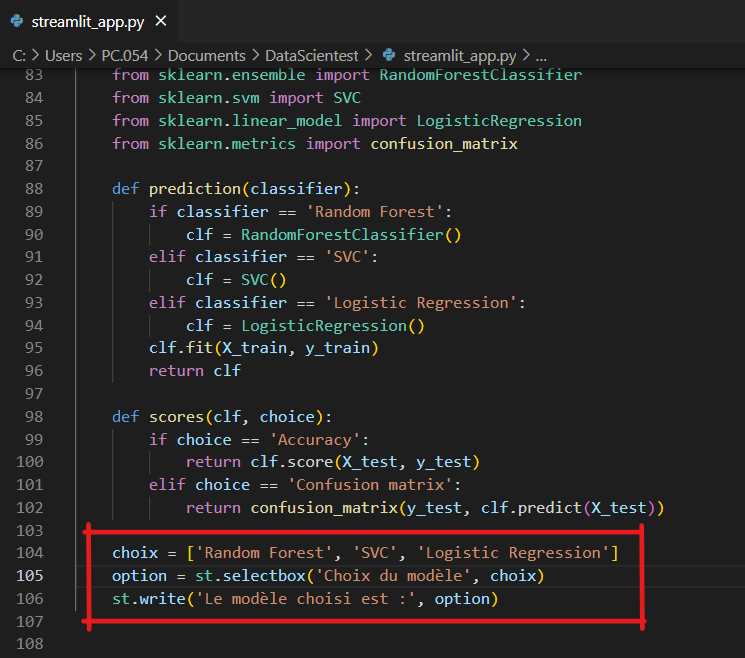 streamlit_app.py
C: > Users > PC.054 > Documents > DataScientest > streamlit_app.py > ...
83 from sklearn.ensemble import RandomForestClassifier
84 from sklearn.svm import SVC
85 from sklearn.linear_model import LogisticRegression
86 from sklearn.metrics import confusion_matrix
87
88 def prediction(classifier):
89 if classifier == 'Random Forest':
90 clf = RandomForestClassifier()
91 elif classifier == 'SVC':
92 clf = SVC()
93 elif classifier == 'Logistic Regression':
94 clf = LogisticRegression()
95 clf.fit(X_train, y_train)
96 return clf
97
98 def scores(clf, choice):
99 if choice == 'Accuracy':
100 return clf.score(X_test, y_test)
101 elif choice == 'Confusion matrix':
102 return confusion_matrix(y_test, clf.predict(X_test))
103
104 choix = ['Random Forest', 'SVC', 'Logistic Regression']
105 option = st.selectbox('Choix du modèle', choix)
106 st.write('Le modèle choisi est :', option)
107
108